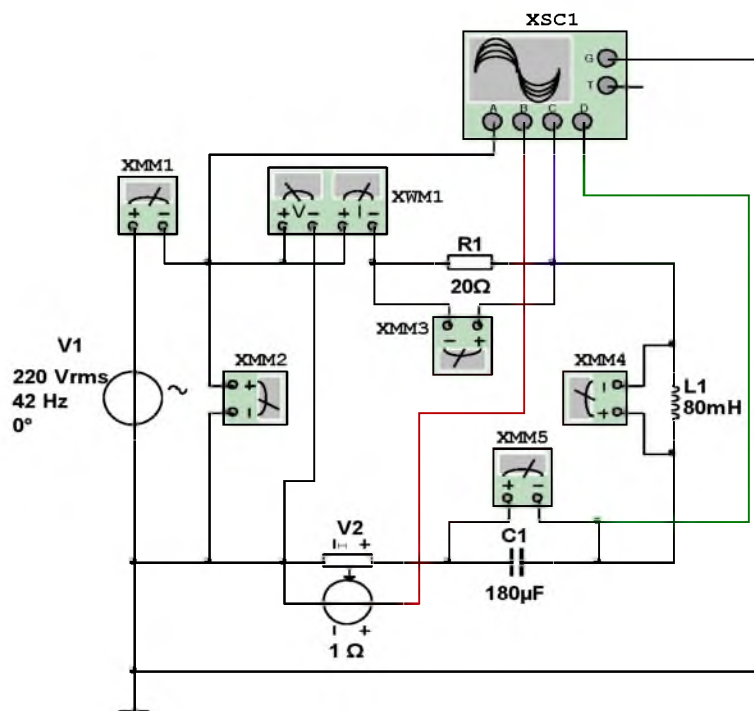 XSC1
G
T
A B C D
XMM1
XWM1
+ − V − + I −
+ −
R1
20Ω
XMM3
− +
V1
220 Vrms
42 Hz
0°
XMM2
+
−
XMM4
−
+
L1
80mH
XMM5
+ −
V2
− +
C1
180µF
− +
1 Ω